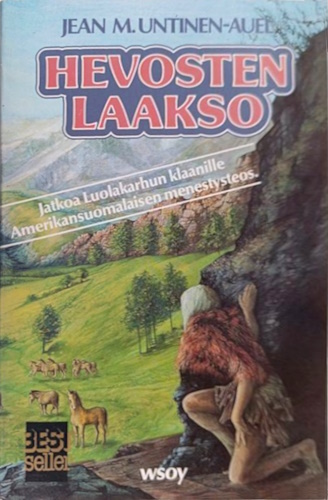 JEAN M. UNTINEN-AUEL
HEVOSTEN
LAAKSO
Jatkoa Luolakarhun klaanille
Amerikansuomalaisen menestysteos.
BEST
seller
wsoy